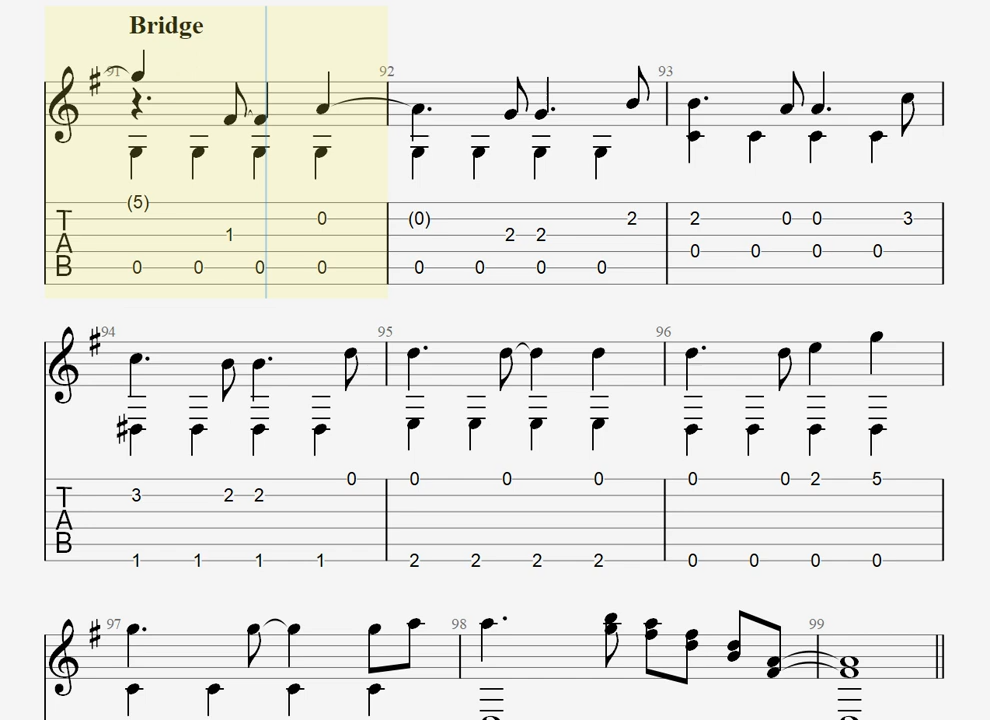 Bridge
91 92 93
(5) 0 (0) 2 2 0 0 3
T
1 2 2
A 0 0 0 0
B 0 0 0 0 0 0 0 0
94 95 96
0 0 0 0 0 0 2 5
T 3 2 2
A
B
1 1 1 1 2 2 2 2 0 0 0 0
97 98 99